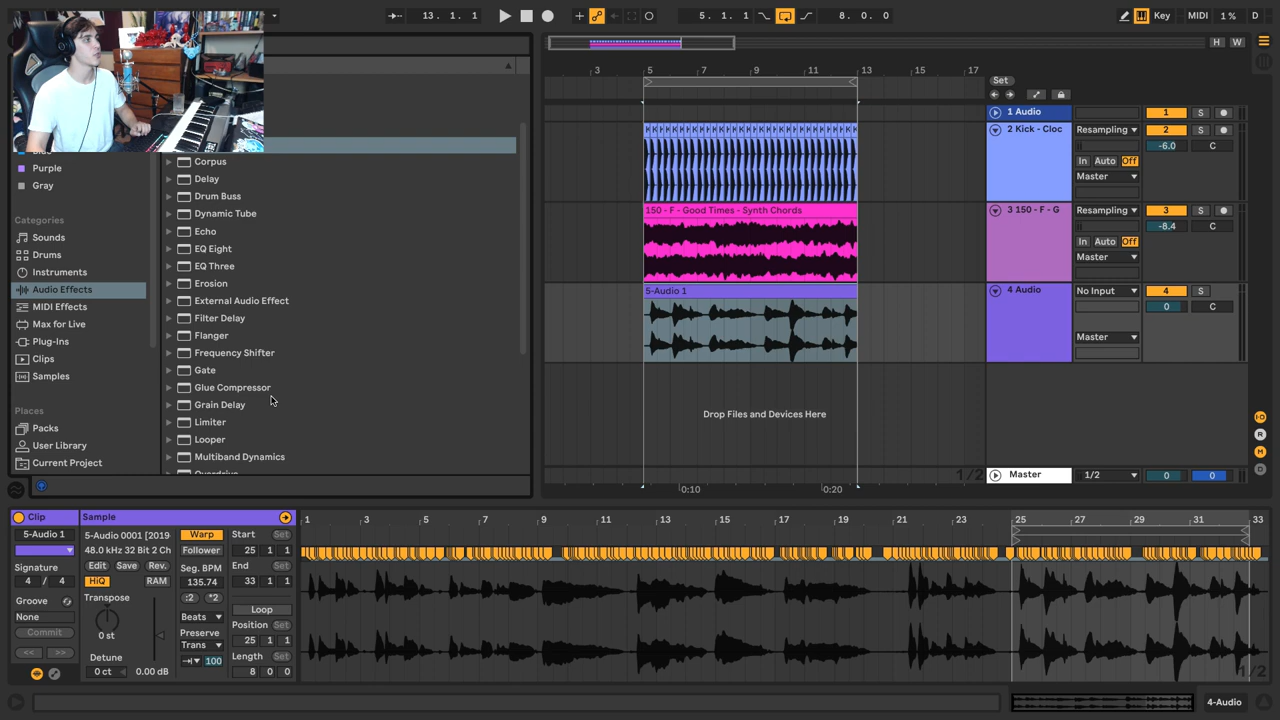 13. 1. 1
5. 1. 1
8. 0. 0
Key
MIDI
1 %
D
H
W
3
5
7
9
11
13
15
17
Set
Purple
Gray
Categories
Sounds
Drums
Instruments
Audio Effects
MIDI Effects
Max for Live
Plug-Ins
Clips
Samples
Places
Packs
User Library
Current Project
Corpus
Delay
Drum Buss
Dynamic Tube
Echo
EQ Eight
EQ Three
Erosion
External Audio Effect
Filter Delay
Flanger
Frequency Shifter
Gate
Glue Compressor
Grain Delay
Limiter
Looper
Multiband Dynamics
150 - F - Good Times - Synth Chords
5-Audio 1
Drop Files and Devices Here
1/2
0:10
0:20
1 Audio
1
S
2 Kick - Cloc
Resampling
2
S
In
Auto
Off
-6.0
C
Master
3 150 - F - G
Resampling
3
S
-8.4
C
In
Auto
Off
Master
4 Audio
No Input
4
S
0
C
Master
Master
1/2
0
0
Clip
Sample
5-Audio 1
5-Audio 0001 [2019
48.0 kHz 32 Bit 2 Ch
Signature
4 / 4
Edit
Save
Rev.
HiQ
RAM
Groove
None
Commit
<<
>>
Transpose
0 st
Detune
0 ct
0.00 dB
Warp
Follower
Seg. BPM
135.74
:2
*2
Beats
Preserve
Trans
100
Start
Set
25 1 1
End
Set
33 1 1
Loop
Position
Set
25 1 1
Length
Set
8 0 0
1
3
5
7
9
11
13
15
17
19
21
23
25
27
29
31
33
1/2
4-Audio